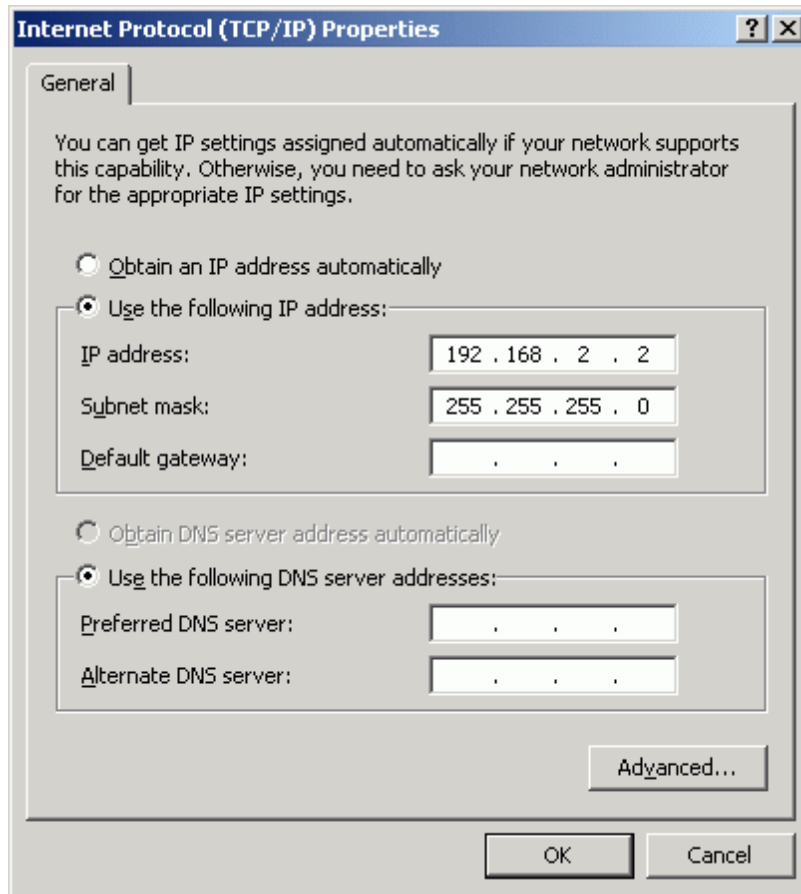 Internet Protocol (TCP/IP) Properties
General
You can get IP settings assigned automatically if your network supports
this capability. Otherwise, you need to ask your network administrator
for the appropriate IP settings.
Obtain an IP address automatically
Use the following IP address:
IP address: 192 . 168 . 2 . 2
Subnet mask: 255 . 255 . 255 . 0
Default gateway: . . .
Obtain DNS server address automatically
Use the following DNS server addresses:
Preferred DNS server: . . .
Alternate DNS server: . . .
Advanced...
OK Cancel